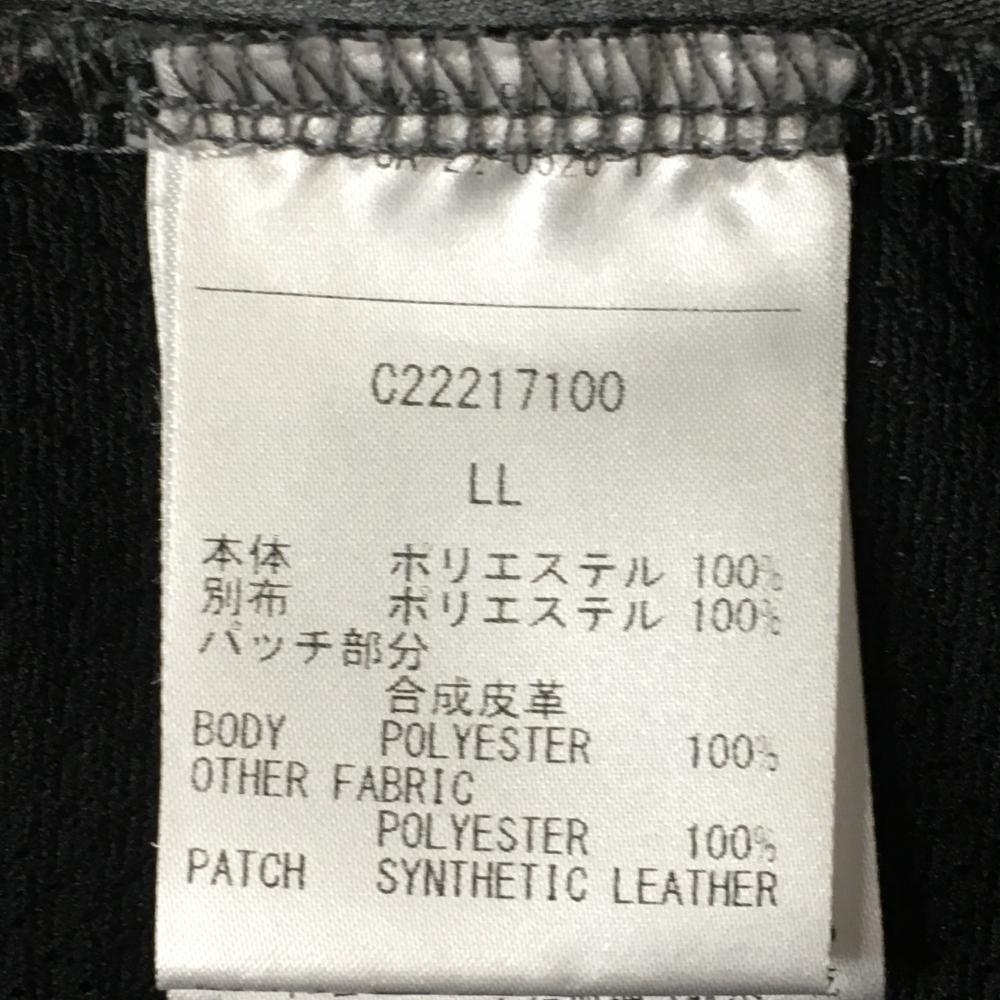 C22217100
LL
本体 ポリエステル 100%
別布 ポリエステル 100%
パッチ部分
合成皮革
BODY POLYESTER 100%
OTHER FABRIC
POLYESTER 100%
PATCH SYNTHETIC LEATHER